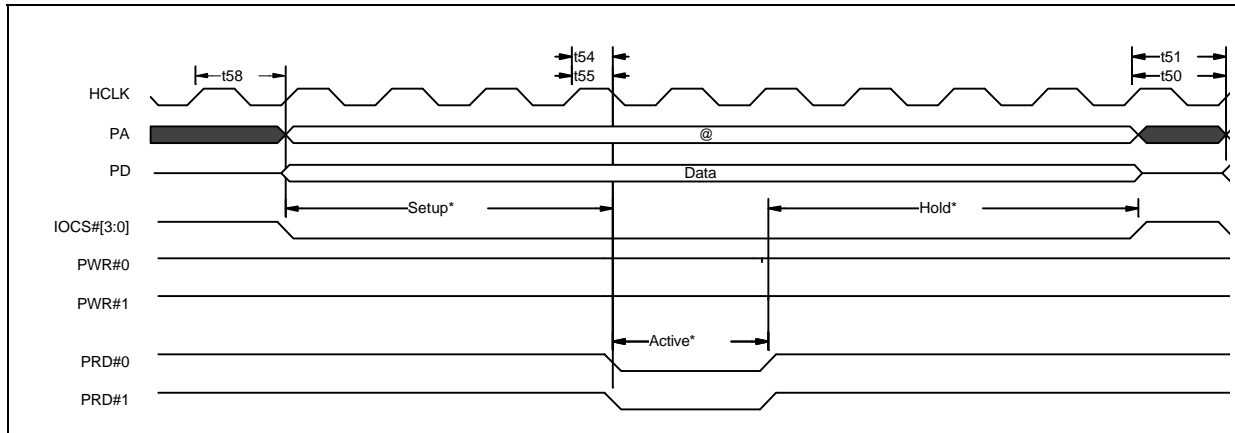 t54
t51
t58
t55
t50
HCLK
PA
@
PD
Data
Setup*
Hold*
IOCS#[3:0]
PWR#0
PWR#1
Active*
PRD#0
PRD#1